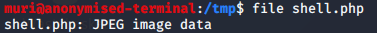 muri@anonymised-terminal:/tmp$ file shell.php
shell.php: JPEG image data